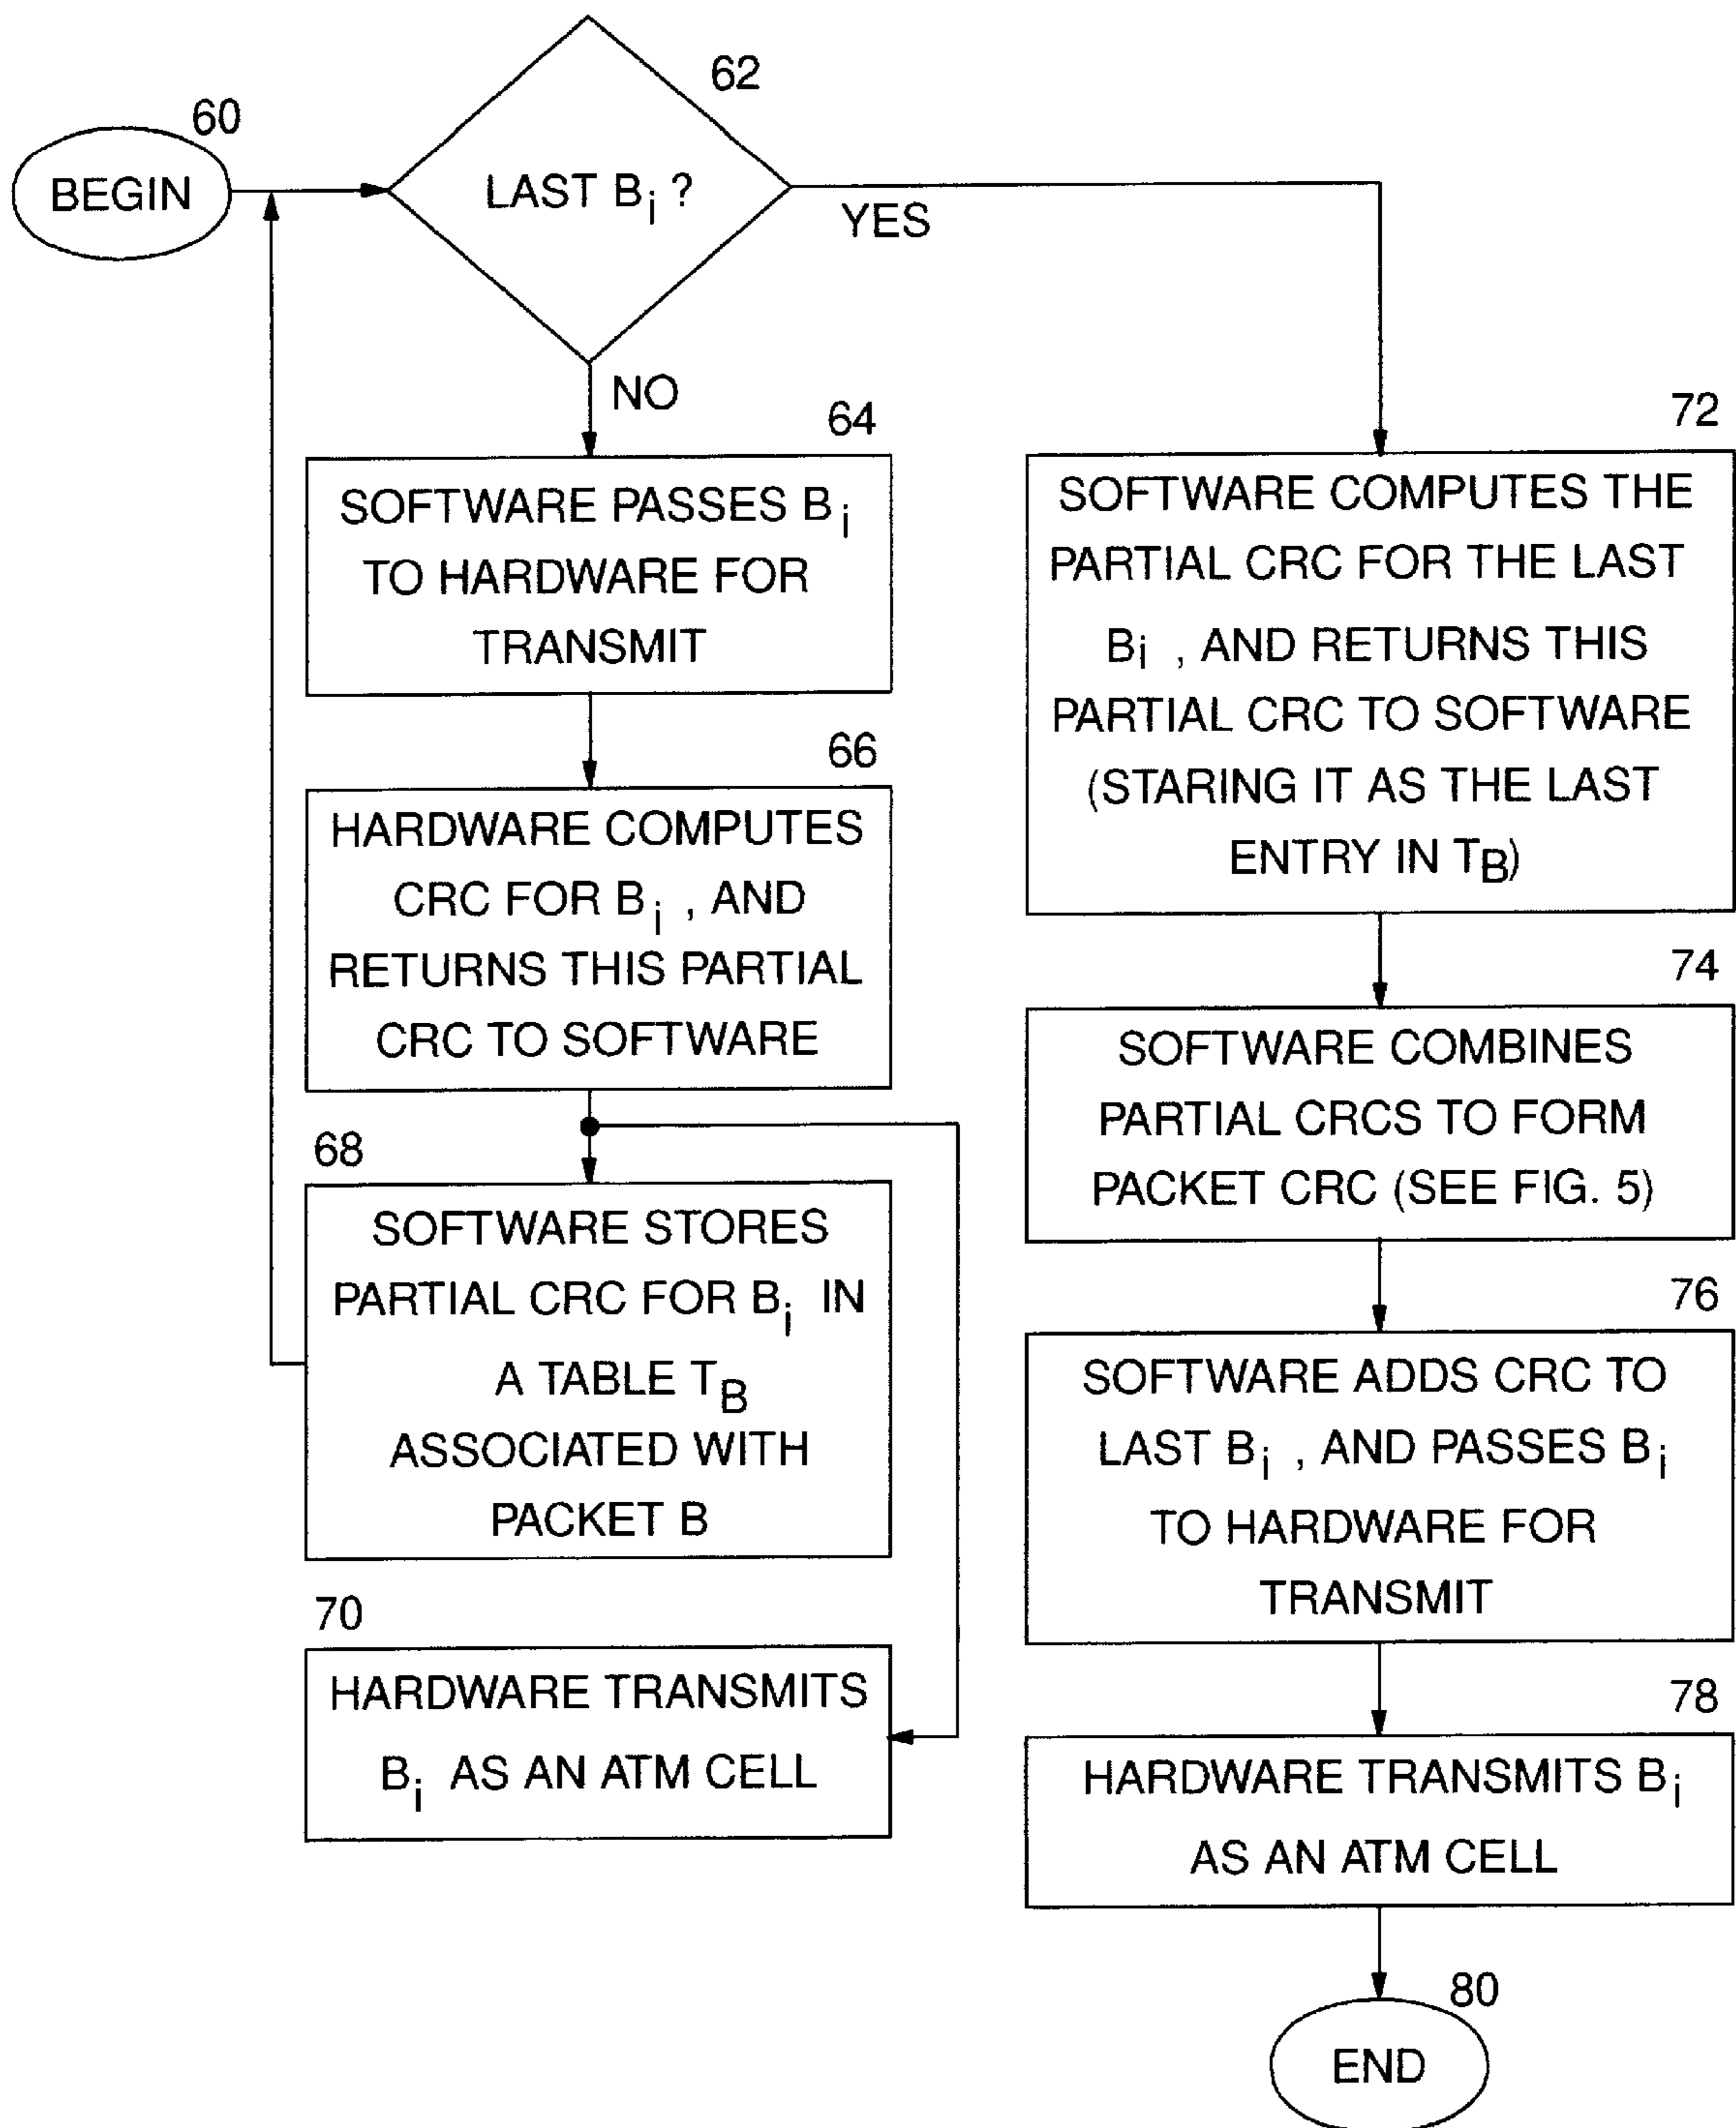 60
BEGIN
62
LAST Bi ?
YES
NO
64
SOFTWARE PASSES Bi
TO HARDWARE FOR
TRANSMIT
66
HARDWARE COMPUTES
CRC FOR Bi , AND
RETURNS THIS PARTIAL
CRC TO SOFTWARE
68
SOFTWARE STORES
PARTIAL CRC FOR Bi IN
A TABLE TB
ASSOCIATED WITH
PACKET B
70
HARDWARE TRANSMITS
Bi AS AN ATM CELL
72
SOFTWARE COMPUTES THE
PARTIAL CRC FOR THE LAST
Bi , AND RETURNS THIS
PARTIAL CRC TO SOFTWARE
(STARING IT AS THE LAST
ENTRY IN TB)
74
SOFTWARE COMBINES
PARTIAL CRCS TO FORM
PACKET CRC (SEE FIG. 5)
76
SOFTWARE ADDS CRC TO
LAST Bi , AND PASSES Bi
TO HARDWARE FOR
TRANSMIT
78
HARDWARE TRANSMITS Bi
AS AN ATM CELL
80
END